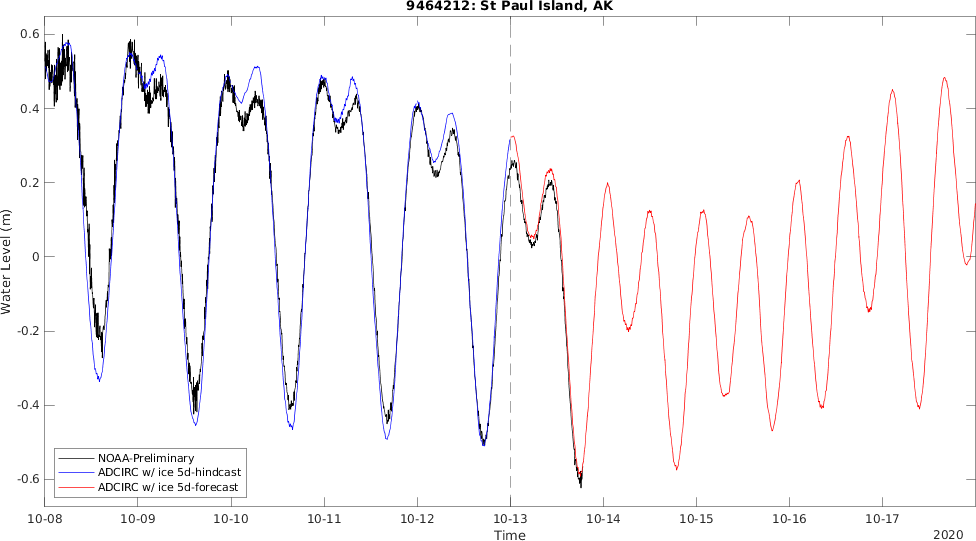 9464212: St Paul Island, AK
0.6
0.4
0.2
0
-0.2
-0.4
-0.6
Water Level (m)
NOAA-Preliminary
ADCIRC w/ ice 5d-hindcast
ADCIRC w/ ice 5d-forecast
10-08 10-09 10-10 10-11 10-12 10-13 10-14 10-15 10-16 10-17
Time
2020